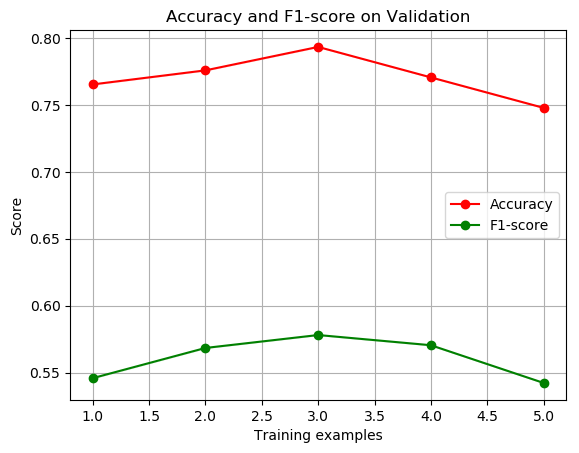 Accuracy and F1-score on Validation
0.80
0.75
0.70
0.65
0.60
0.55
Score
Accuracy
F1-score
1.0 1.5 2.0 2.5 3.0 3.5 4.0 4.5 5.0
Training examples